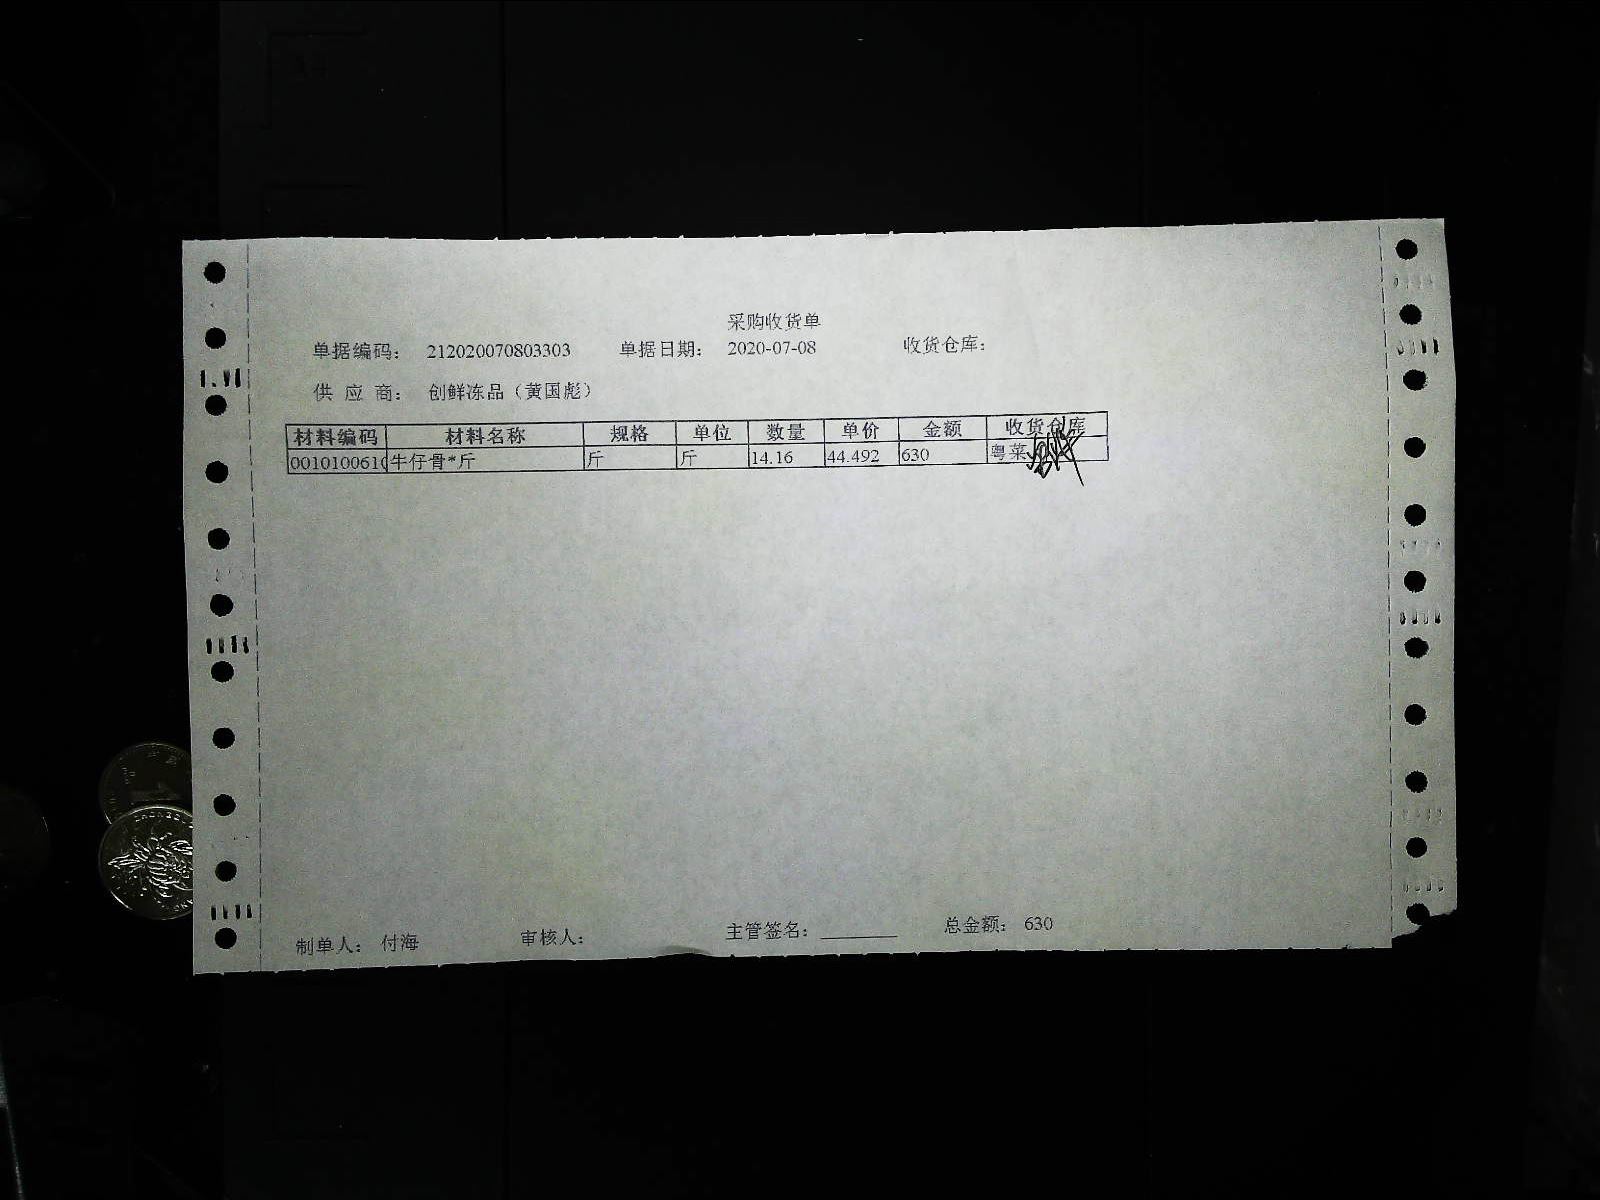 采购收货单
单据编码： 212020070803303 单据日期： 2020-07-08 收货仓库：
供 应 商： 创鲜冻品（黄国彪）
材料编码 材料名称 规格 单位 数量 单价 金额 收货仓库
001010061 牛仔骨*斤 斤 斤 14.16 44.492 630 粤菜
制单人： 付海 审核人： 主管签名： ________ 总金额： 630